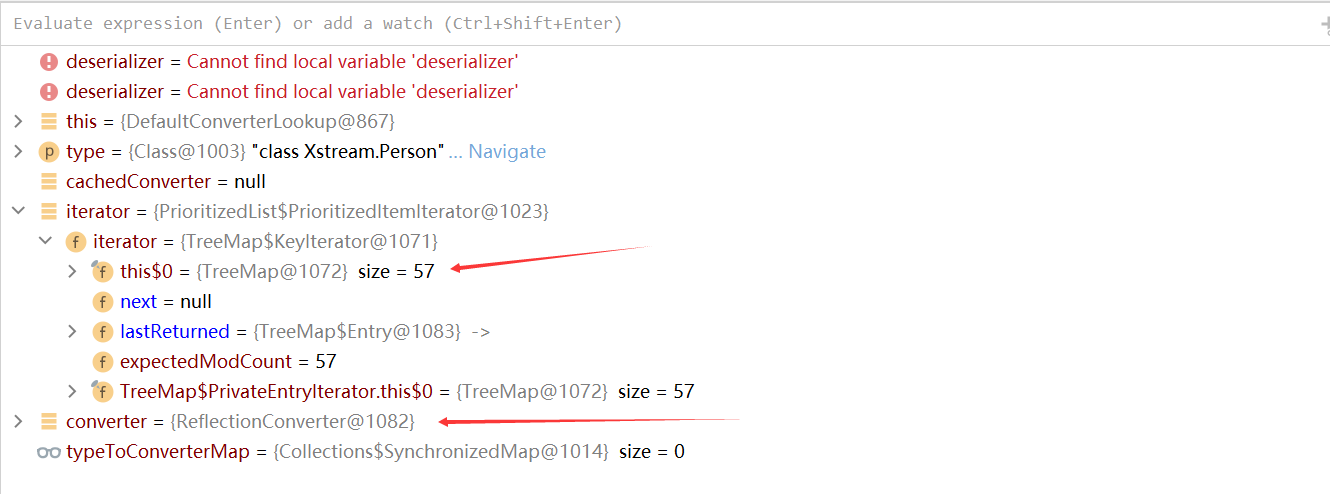 Evaluate expression (Enter) or add a watch (Ctrl+Shift+Enter)
deserializer = Cannot find local variable 'deserializer'
deserializer = Cannot find local variable 'deserializer'
this = {DefaultConverterLookup@867}
p type = {Class@1003} "class Xstream.Person" ... Navigate
cachedConverter = null
iterator = {PrioritizedList$PrioritizedItemIterator@1023}
f iterator = {TreeMap$KeyIterator@1071}
f this$0 = {TreeMap@1072} size = 57
f next = null
f lastReturned = {TreeMap$Entry@1083} ->
f expectedModCount = 57
f TreeMap$PrivateEntryIterator.this$0 = {TreeMap@1072} size = 57
converter = {ReflectionConverter@1082}
typeToConverterMap = {Collections$SynchronizedMap@1014} size = 0